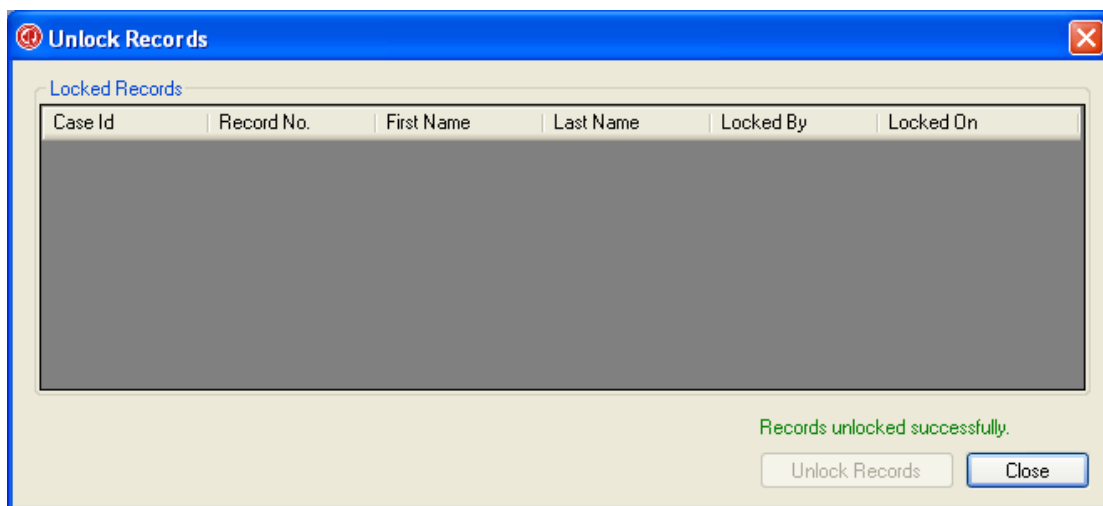 Unlock Records
Locked Records
Case Id Record No. First Name Last Name Locked By Locked On
Records unlocked successfully.
Unlock Records Close